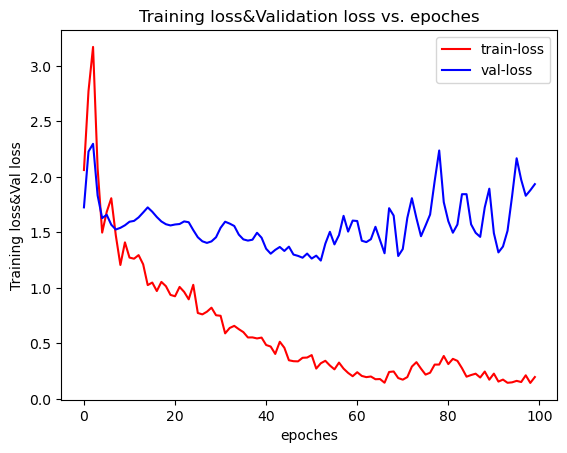 Training loss&Validation loss vs. epoches
train-loss
val-loss
Training loss&Val loss
3.0
2.5
2.0
1.5
1.0
0.5
0.0
0 20 40 60 80 100
epoches